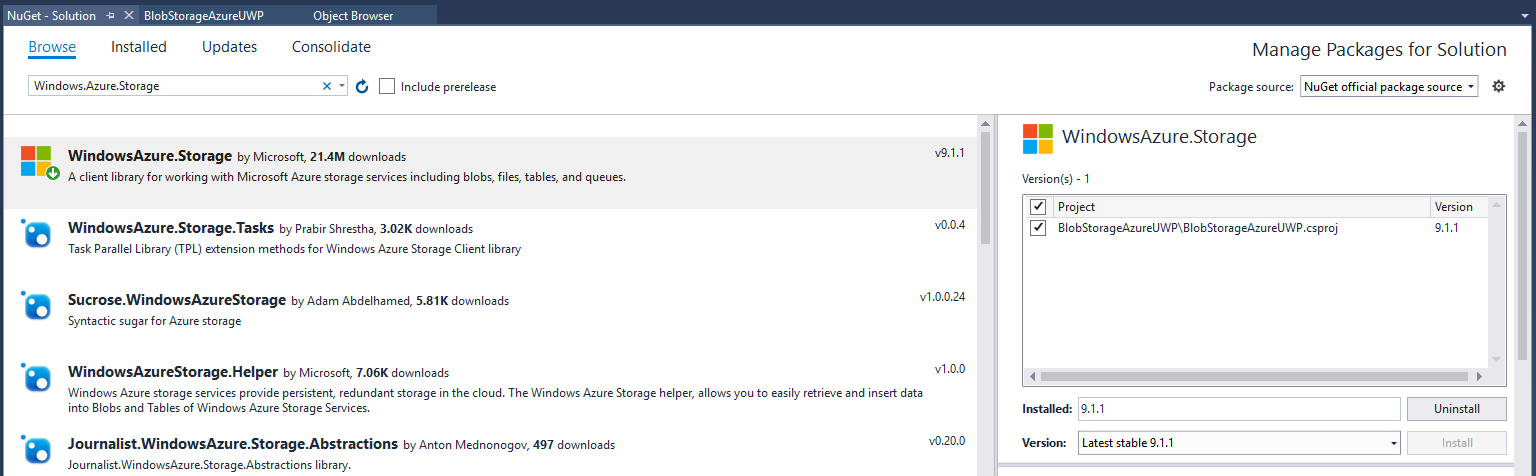 NuGet - Solution
BlobStorageAzureUWP
Object Browser
Browse
Installed
Updates
Consolidate
Manage Packages for Solution
Windows.Azure.Storage
Include prerelease
Package source: NuGet official package source
WindowsAzure.Storage by Microsoft, 21.4M downloads
v9.1.1
A client library for working with Microsoft Azure storage services including blobs, files, tables, and queues.
WindowsAzure.Storage.Tasks by Prabir Shrestha, 3.02K downloads
v0.0.4
Task Parallel Library (TPL) extension methods for Windows Azure Storage Client library
Sucrose.WindowsAzureStorage by Adam Abdelhamed, 5.81K downloads
v1.0.0.24
Syntactic sugar for Azure storage
WindowsAzureStorage.Helper by Microsoft, 7.06K downloads
v1.0.0
Windows Azure storage services provide persistent, redundant storage in the cloud. The Windows Azure Storage helper, allows you to easily retrieve and insert data
into Blobs and Tables of Windows Azure Storage Services.
Journalist.WindowsAzure.Storage.Abstractions by Anton Mednonogov, 497 downloads
v0.20.0
Journalist.WindowsAzure.Storage.Abstractions library.
WindowsAzure.Storage
Version(s) - 1
Project
Version
BlobStorageAzureUWP\BlobStorageAzureUWP.csproj
9.1.1
Installed: 9.1.1
Uninstall
Version: Latest stable 9.1.1
Install